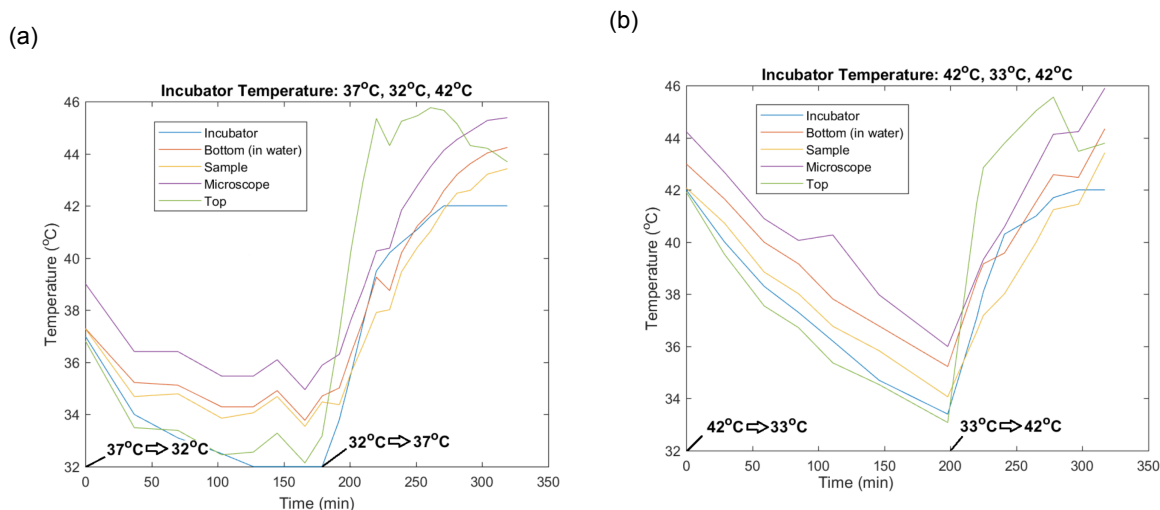 (a)
Incubator Temperature: 37°C, 32°C, 42°C
46
44
42
40
38
36
34
32
Temperature (°C)
Incubator
Bottom (in water)
Sample
Microscope
Top
37°C ⇨ 32°C
32°C ⇨ 37°C
0
50
100
150
200
250
300
350
Time (min)
(b)
Incubator Temperature: 42°C, 33°C, 42°C
46
44
42
40
38
36
34
32
Temperature (°C)
Incubator
Bottom (in water)
Sample
Microscope
Top
42°C ⇨ 33°C
33°C ⇨ 42°C
0
50
100
150
200
250
300
350
Time (min)